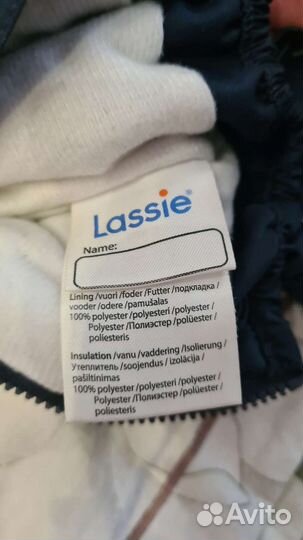 Lassie®
Name:
Lining /vuori /foder /Futter /подкладка /
vooder /odere /pamušalas
100% polyester /polyesteri /polyester /
Polyester /Полиэстер /polüester /
poliesteris
Insulation /vanu /vaddering /Isolierung /
Утеплитель /soojendus /izolācija /
pašiltinimas
100% polyester /polyesteri /polyester /
Polyester /Полиэстер /polüester /
poliesteris
Avito